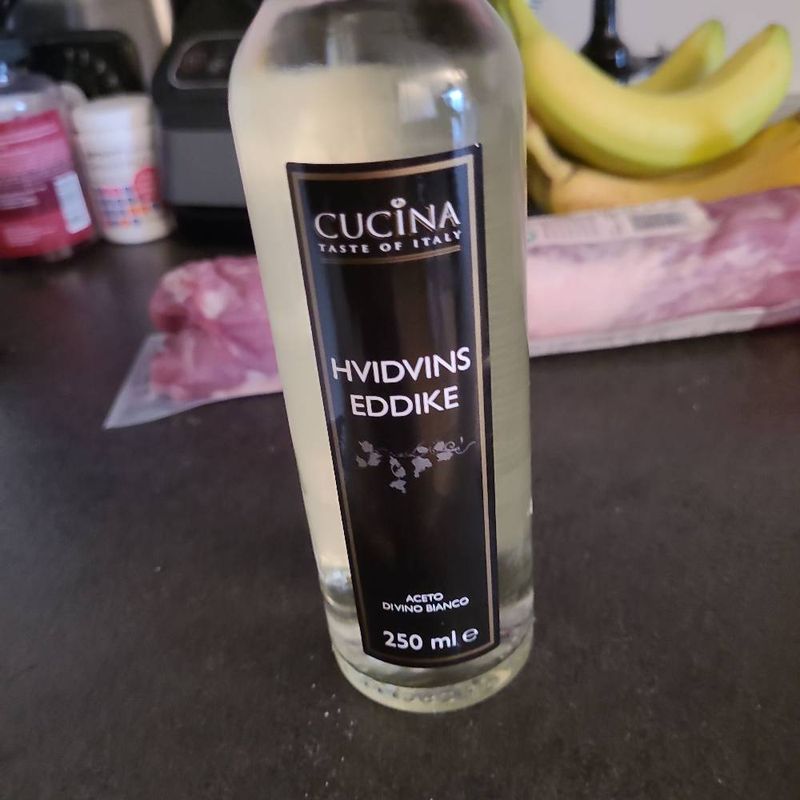 CUCINA
TASTE OF ITALY
HVIDVINS
EDDIKE
ACETO
DI VINO BIANCO
250 ml e